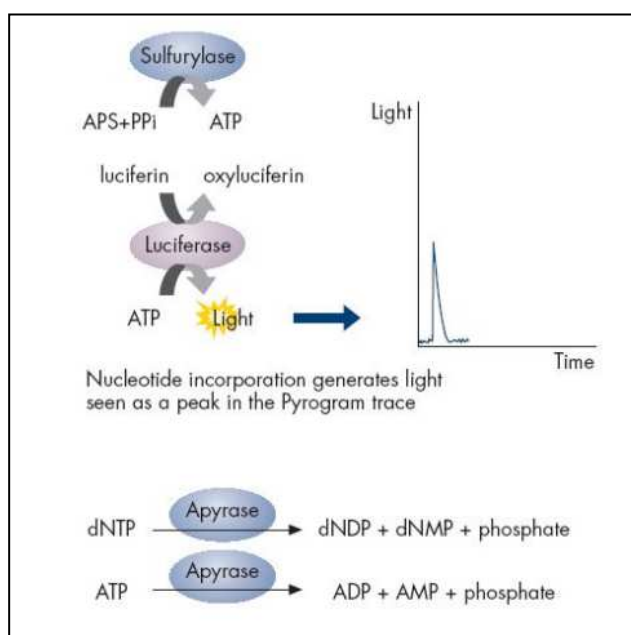 Sulfurylase
APS+PPi ATP
Light
luciferin oxyluciferin
Luciferase
ATP Light
Time
Nucleotide incorporation generates light
seen as a peak in the Pyrogram trace
Apyrase
dNTP dNDP + dNMP + phosphate
Apyrase
ATP ADP + AMP + phosphate